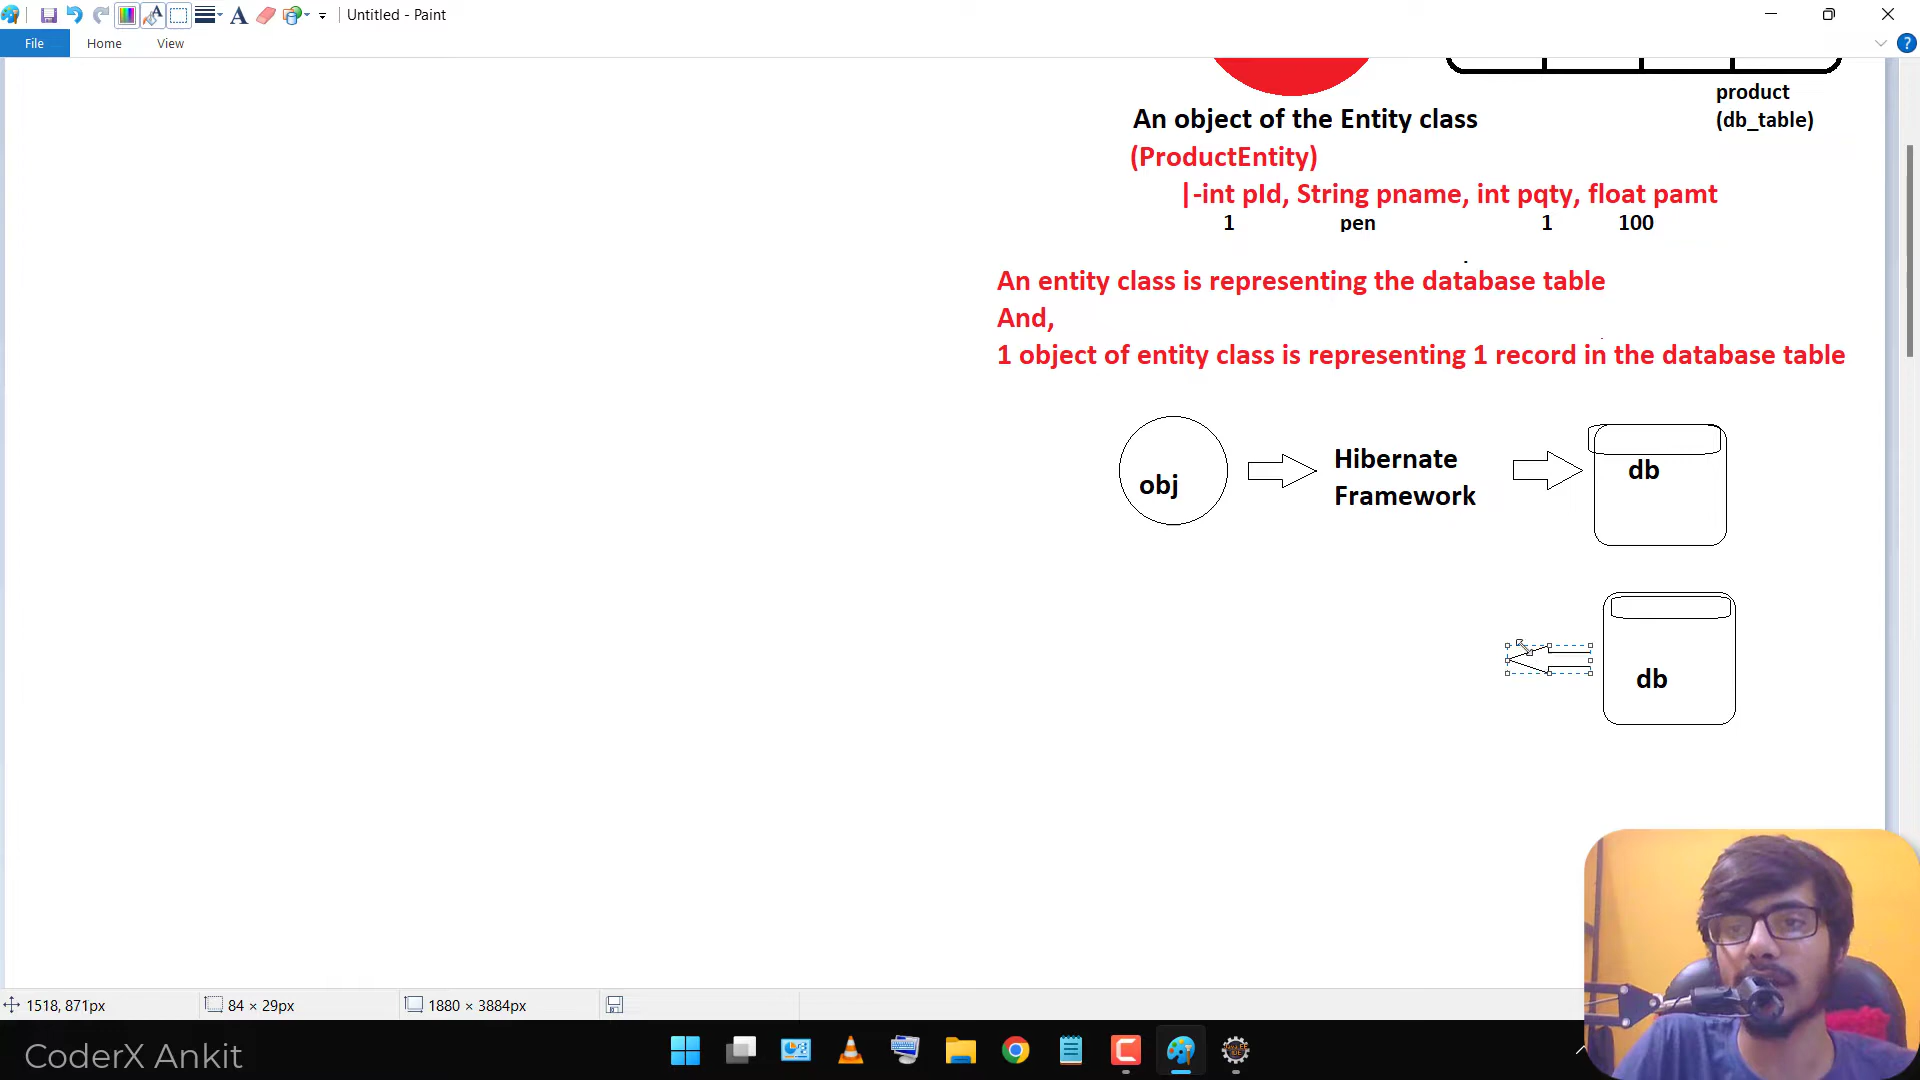 Untitled - Paint
File Home View
product
(db_table)
An object of the Entity class
(ProductEntity)
|-int pId, String pname, int pqty, float pamt
1 pen 1 100
An entity class is representing the database table
And,
1 object of entity class is representing 1 record in the database table
obj
Hibernate
Framework
db
db
1518, 871px 84 × 29px 1880 × 3884px
CoderX Ankit